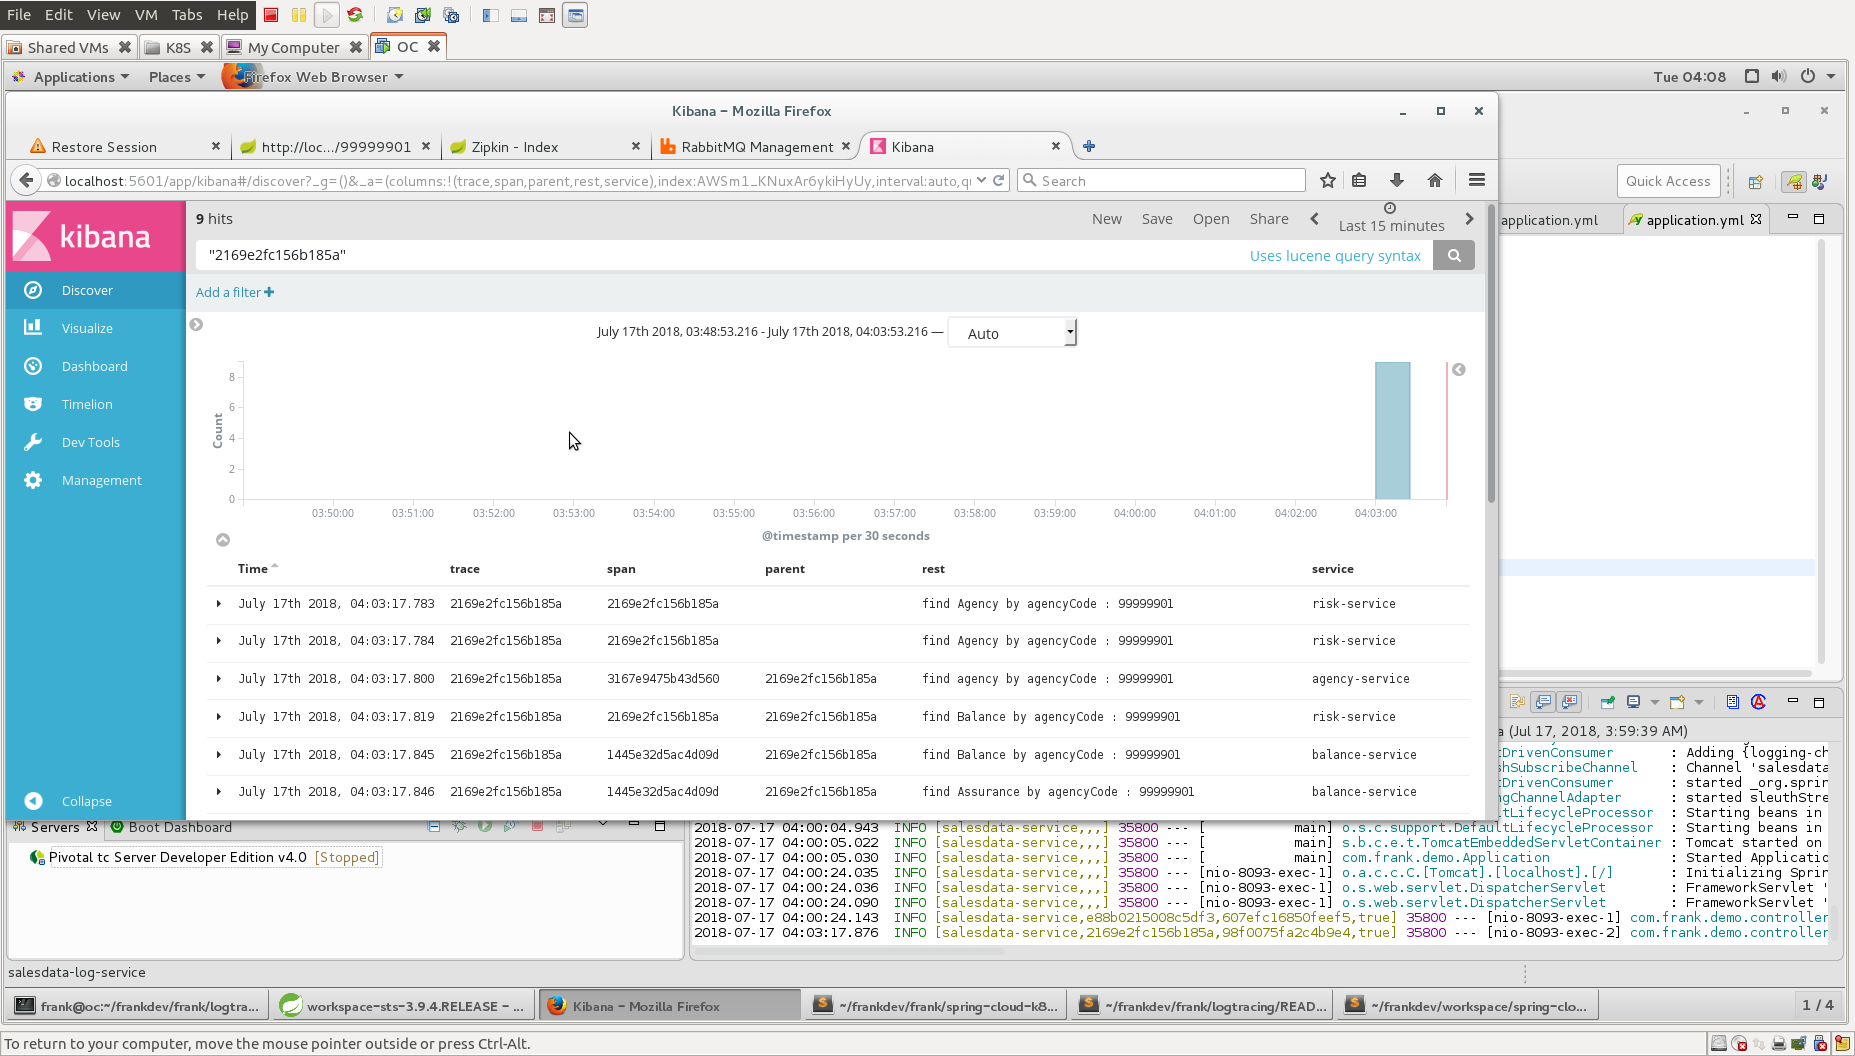 File Edit View VM Tabs Help
Shared VMs K8S My Computer OC
Applications Places Firefox Web Browser Tue 04:08
Kibana - Mozilla Firefox
Restore Session http://loc.../99999901 Zipkin - Index RabbitMQ Management Kibana
localhost:5601/app/kibana#/discover?_g=()&_a=(columns:!(trace,span,parent,rest,service),index:AWSm1_KNuxAr6ykiHyUy,interval:auto,q Search
Quick Access
application.yml application.yml
kibana
Discover
Visualize
Dashboard
Timelion
Dev Tools
Management
Collapse
9 hits New Save Open Share Last 15 minutes
"2169e2fc156b185a" Uses lucene query syntax
Add a filter
July 17th 2018, 03:48:53.216 - July 17th 2018, 04:03:53.216 — Auto
Count
8
6
4
2
0
03:50:00 03:51:00 03:52:00 03:53:00 03:54:00 03:55:00 03:56:00 03:57:00 03:58:00 03:59:00 04:00:00 04:01:00 04:02:00 04:03:00
@timestamp per 30 seconds
Time trace span parent rest service
July 17th 2018, 04:03:17.783 2169e2fc156b185a 2169e2fc156b185a find Agency by agencyCode : 99999901 risk-service
July 17th 2018, 04:03:17.784 2169e2fc156b185a 2169e2fc156b185a find Agency by agencyCode : 99999901 risk-service
July 17th 2018, 04:03:17.800 2169e2fc156b185a 3167e9475b43d560 2169e2fc156b185a find agency by agencyCode : 99999901 agency-service
July 17th 2018, 04:03:17.819 2169e2fc156b185a 2169e2fc156b185a 2169e2fc156b185a find Balance by agencyCode : 99999901 risk-service
July 17th 2018, 04:03:17.845 2169e2fc156b185a 1445e32d5ac4d09d 2169e2fc156b185a find Balance by agencyCode : 99999901 balance-service
July 17th 2018, 04:03:17.846 2169e2fc156b185a 1445e32d5ac4d09d 2169e2fc156b185a find Assurance by agencyCode : 99999901 balance-service
a (Jul 17, 2018, 3:59:39 AM)
tDrivenConsumer : Adding {logging-ch
shSubscribeChannel : Channel 'salesdata
tDrivenConsumer : started _org.sprin
ngChannelAdapter : started sleuthStre
tLifecycleProcessor : Starting beans in
Servers Boot Dashboard
Pivotal tc Server Developer Edition v4.0 [Stopped]
2018-07-17 04:00:04.943 INFO [salesdata-service,,,] 35800 --- [ main] o.s.c.support.DefaultLifecycleProcessor : Starting beans in
2018-07-17 04:00:05.022 INFO [salesdata-service,,,] 35800 --- [ main] s.b.c.e.t.TomcatEmbeddedServletContainer : Tomcat started on
2018-07-17 04:00:05.030 INFO [salesdata-service,,,] 35800 --- [ main] com.frank.demo.Application : Started Applicatio
2018-07-17 04:00:24.035 INFO [salesdata-service,,,] 35800 --- [nio-8093-exec-1] o.a.c.c.C.[Tomcat].[localhost].[/] : Initializing Sprin
2018-07-17 04:00:24.036 INFO [salesdata-service,,,] 35800 --- [nio-8093-exec-1] o.s.web.servlet.DispatcherServlet : FrameworkServlet '
2018-07-17 04:00:24.090 INFO [salesdata-service,,,] 35800 --- [nio-8093-exec-1] o.s.web.servlet.DispatcherServlet : FrameworkServlet '
2018-07-17 04:00:24.143 INFO [salesdata-service,e88b0215008c5df3,607efc16850feef5,true] 35800 --- [nio-8093-exec-1] com.frank.demo.controller
2018-07-17 04:03:17.876 INFO [salesdata-service,2169e2fc156b185a,98f0075fa2c4b9e4,true] 35800 --- [nio-8093-exec-2] com.frank.demo.controller
salesdata-log-service
frank@oc:~/frankdev/frank/logtra... workspace-sts-3.9.4.RELEASE - ... Kibana - Mozilla Firefox ~/frankdev/frank/spring-cloud-k8... ~/frankdev/frank/logtracing/READ... ~/frankdev/workspace/spring-clo... 1 / 4
To return to your computer, move the mouse pointer outside or press Ctrl-Alt.